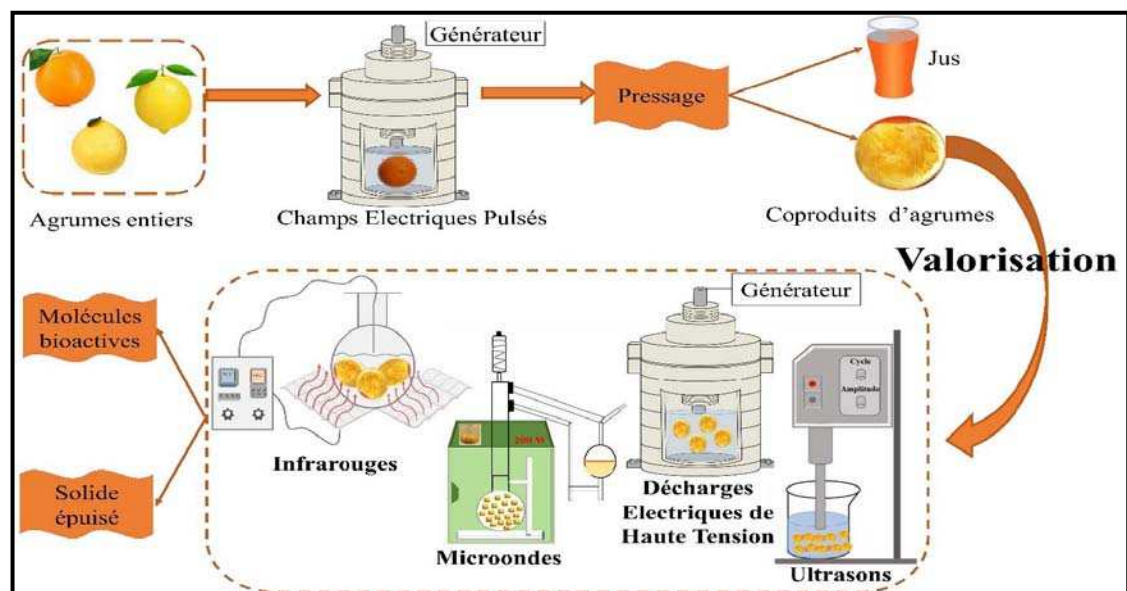 Générateur
Pressage
Jus
Agrumes entiers
Champs Electriques Pulsés
Coproduits d'agrumes
Valorisation
Molécules
bioactives
Solide
épuisé
Infrarouges
200 W
Microondes
Générateur
Décharges
Electriques de
Haute Tension
Cycle
Amplitude
Ultrasons